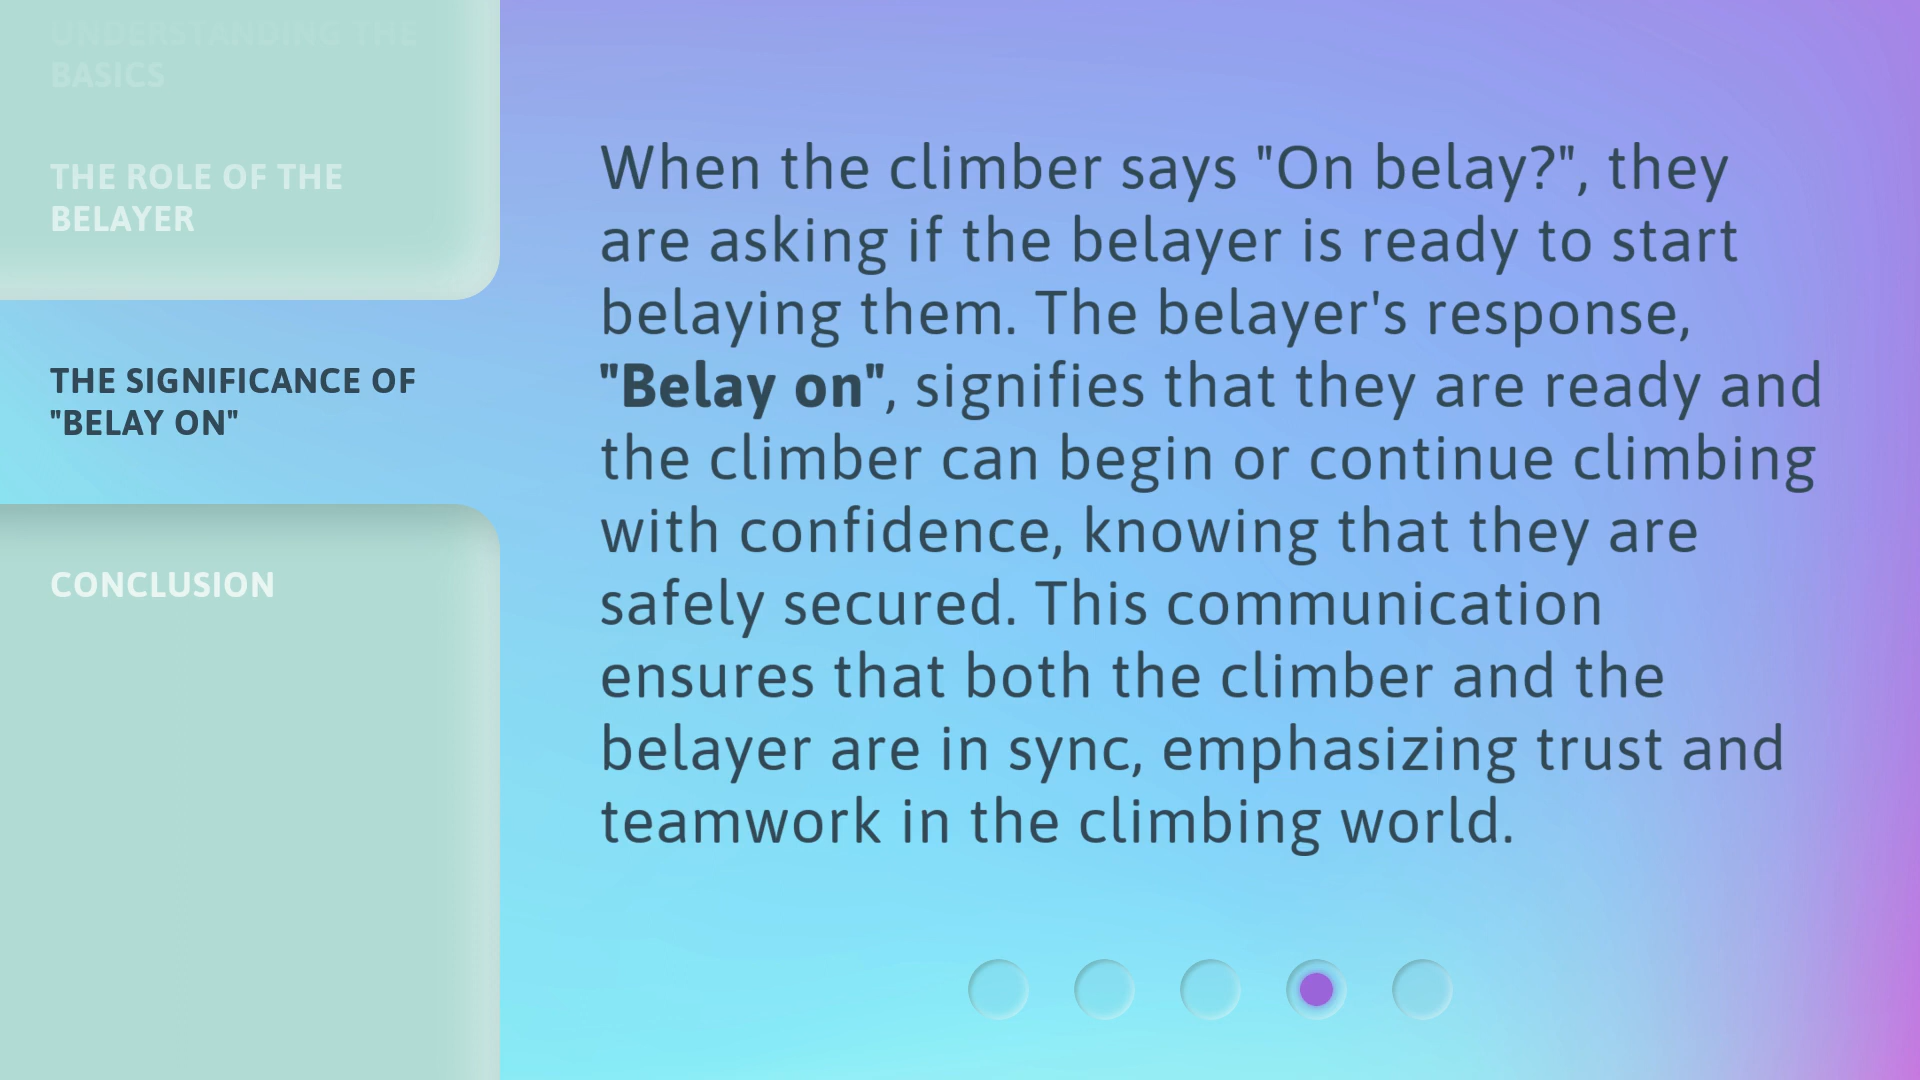 UNDERSTANDING THE
BASICS
THE ROLE OF THE
BELAYER
THE SIGNIFICANCE OF
"BELAY ON"
CONCLUSION
When the climber says "On belay?", they
are asking if the belayer is ready to start
belaying them. The belayer's response,
"Belay on", signifies that they are ready and
the climber can begin or continue climbing
with confidence, knowing that they are
safely secured. This communication
ensures that both the climber and the
belayer are in sync, emphasizing trust and
teamwork in the climbing world.